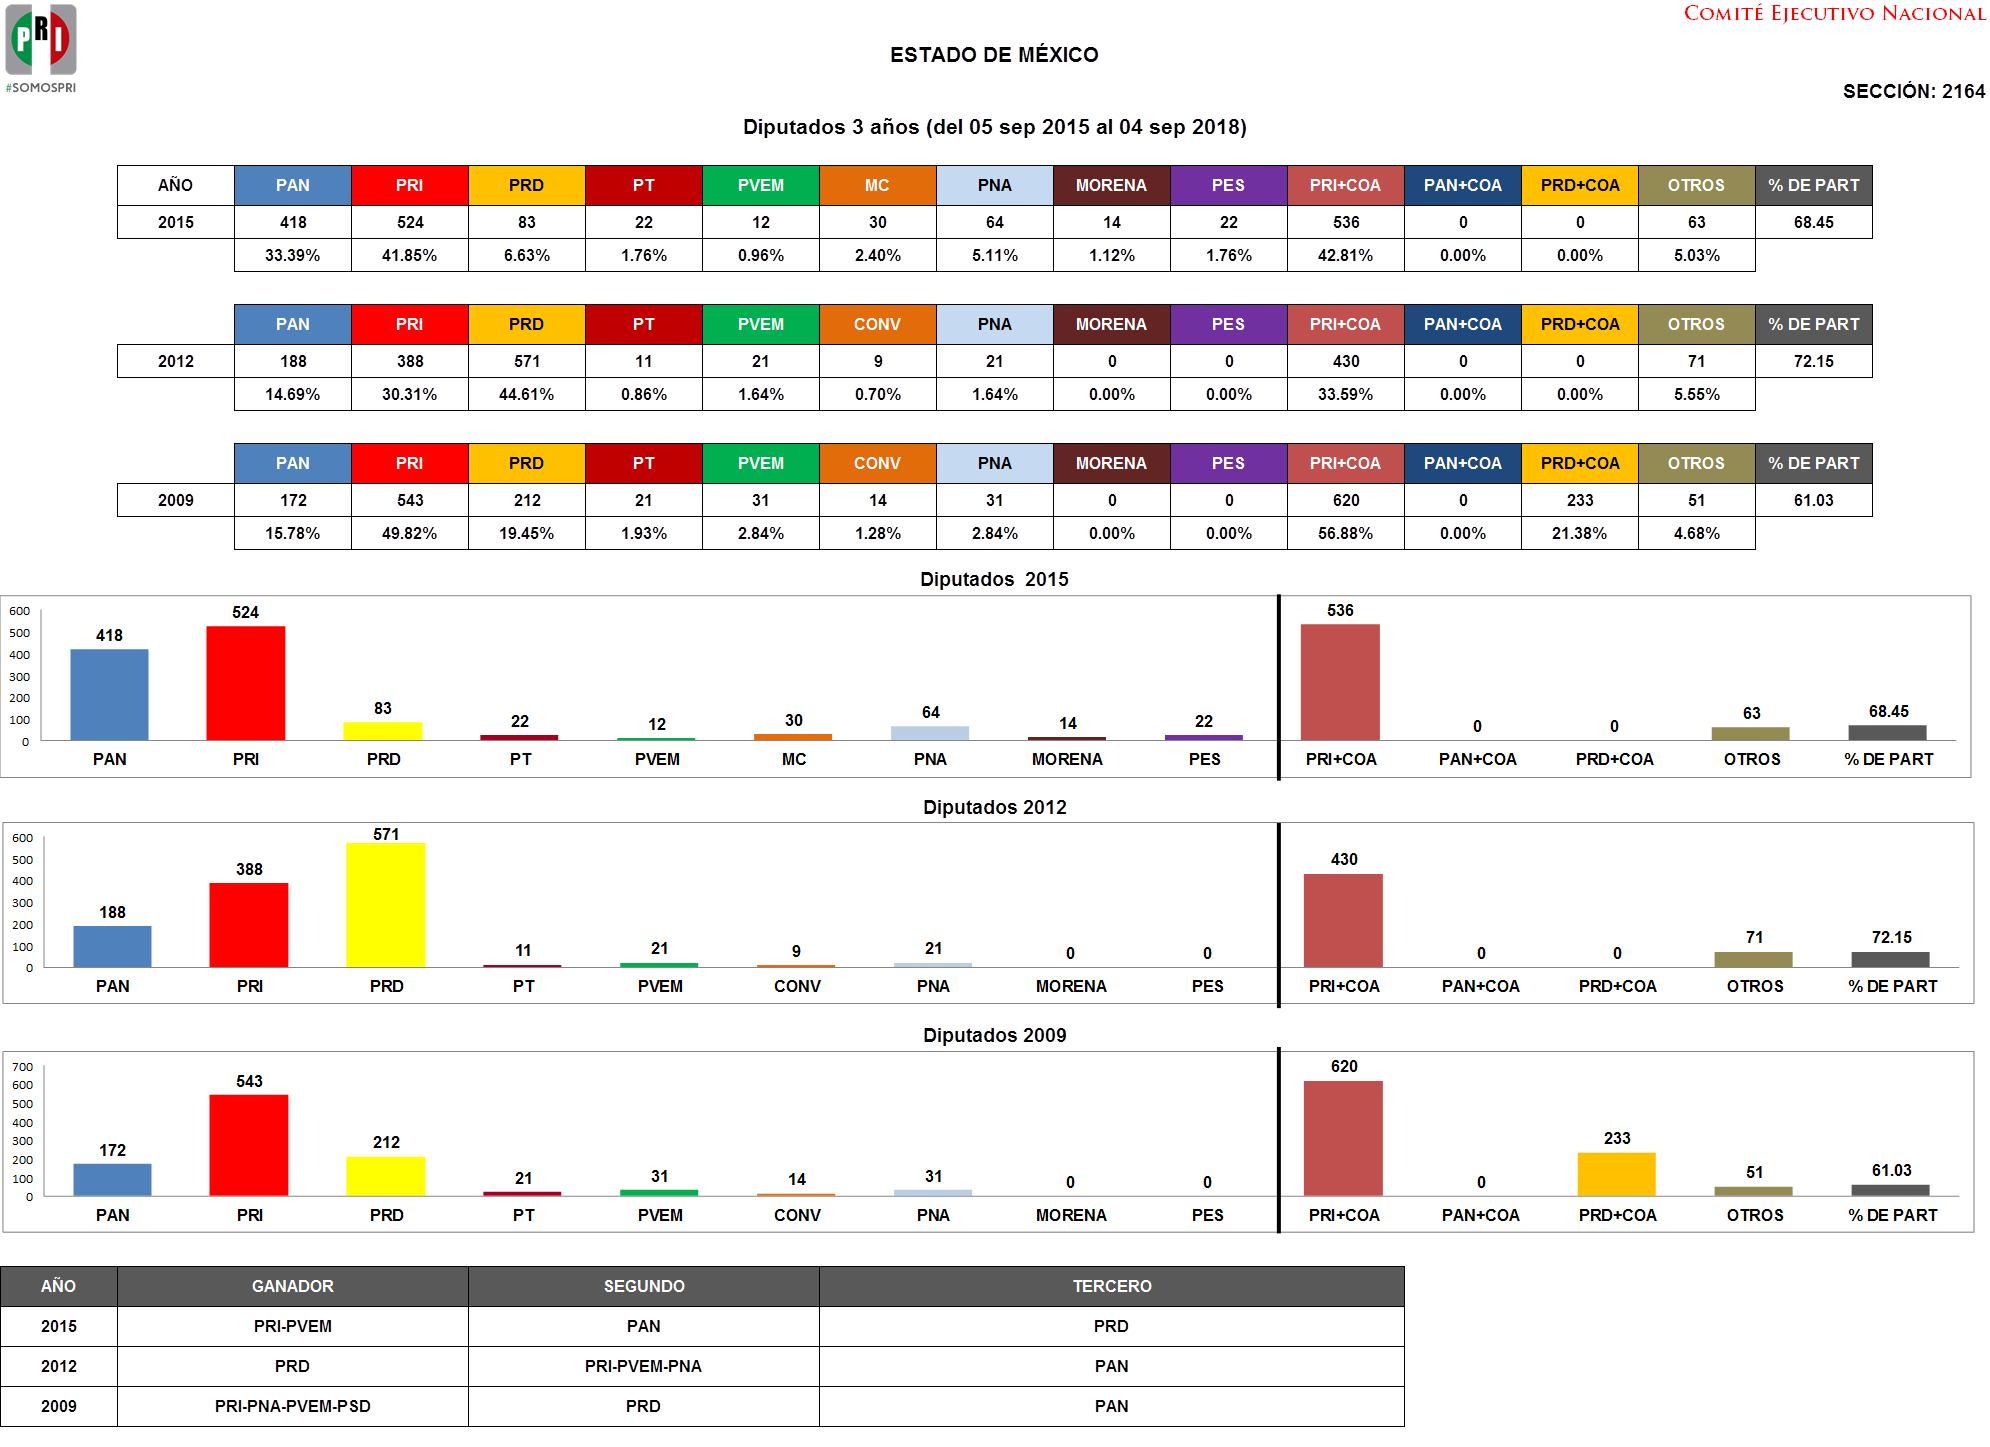 PRI
#SOMOSPRI
COMITÉ EJECUTIVO NACIONAL
ESTADO DE MÉXICO
SECCIÓN: 2164
Diputados 3 años (del 05 sep 2015 al 04 sep 2018)
AÑO PAN PRI PRD PT PVEM MC PNA MORENA PES PRI+COA PAN+COA PRD+COA OTROS % DE PART
2015 418 524 83 22 12 30 64 14 22 536 0 0 63 68.45
33.39% 41.85% 6.63% 1.76% 0.96% 2.40% 5.11% 1.12% 1.76% 42.81% 0.00% 0.00% 5.03%
PAN PRI PRD PT PVEM CONV PNA MORENA PES PRI+COA PAN+COA PRD+COA OTROS % DE PART
2012 188 388 571 11 21 9 21 0 0 430 0 0 71 72.15
14.69% 30.31% 44.61% 0.86% 1.64% 0.70% 1.64% 0.00% 0.00% 33.59% 0.00% 0.00% 5.55%
PAN PRI PRD PT PVEM CONV PNA MORENA PES PRI+COA PAN+COA PRD+COA OTROS % DE PART
2009 172 543 212 21 31 14 31 0 0 620 0 233 51 61.03
15.78% 49.82% 19.45% 1.93% 2.84% 1.28% 2.84% 0.00% 0.00% 56.88% 0.00% 21.38% 4.68%
Diputados 2015
600
500
400
300
200
100
0
418 524 83 22 12 30 64 14 22 536 0 0 63 68.45
PAN PRI PRD PT PVEM MC PNA MORENA PES PRI+COA PAN+COA PRD+COA OTROS % DE PART
Diputados 2012
600
500
400
300
200
100
0
188 388 571 11 21 9 21 0 0 430 0 0 71 72.15
PAN PRI PRD PT PVEM CONV PNA MORENA PES PRI+COA PAN+COA PRD+COA OTROS % DE PART
Diputados 2009
700
600
500
400
300
200
100
0
172 543 212 21 31 14 31 0 0 620 0 233 51 61.03
PAN PRI PRD PT PVEM CONV PNA MORENA PES PRI+COA PAN+COA PRD+COA OTROS % DE PART
AÑO GANADOR SEGUNDO TERCERO
2015 PRI-PVEM PAN PRD
2012 PRD PRI-PVEM-PNA PAN
2009 PRI-PNA-PVEM-PSD PRD PAN